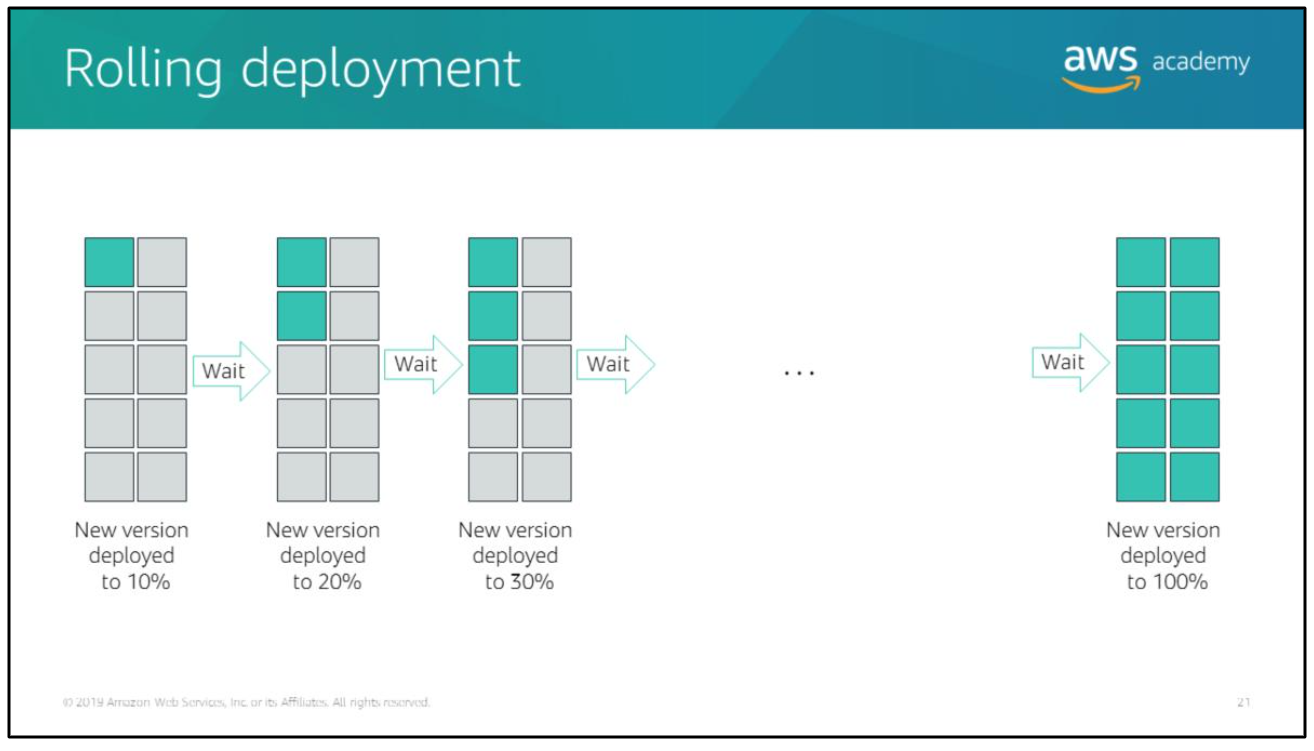 Rolling deployment
aws academy
Wait
Wait
Wait
...
Wait
New version
deployed
to 10%
New version
deployed
to 20%
New version
deployed
to 30%
New version
deployed
to 100%
© 2019 Amazon Web Services, Inc. or its Affiliates. All rights reserved.
21